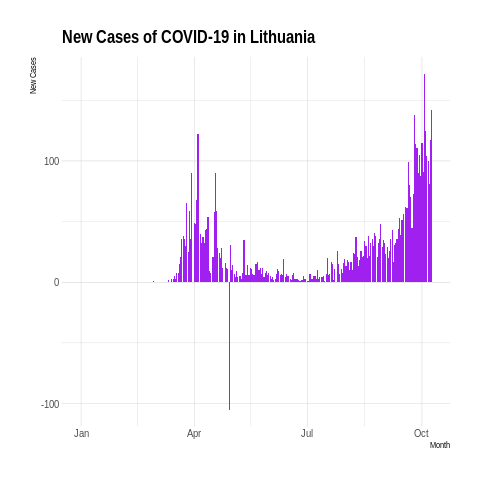 New Cases of COVID-19 in Lithuania
New Cases
100
0
-100
Jan Apr Jul Oct
Month